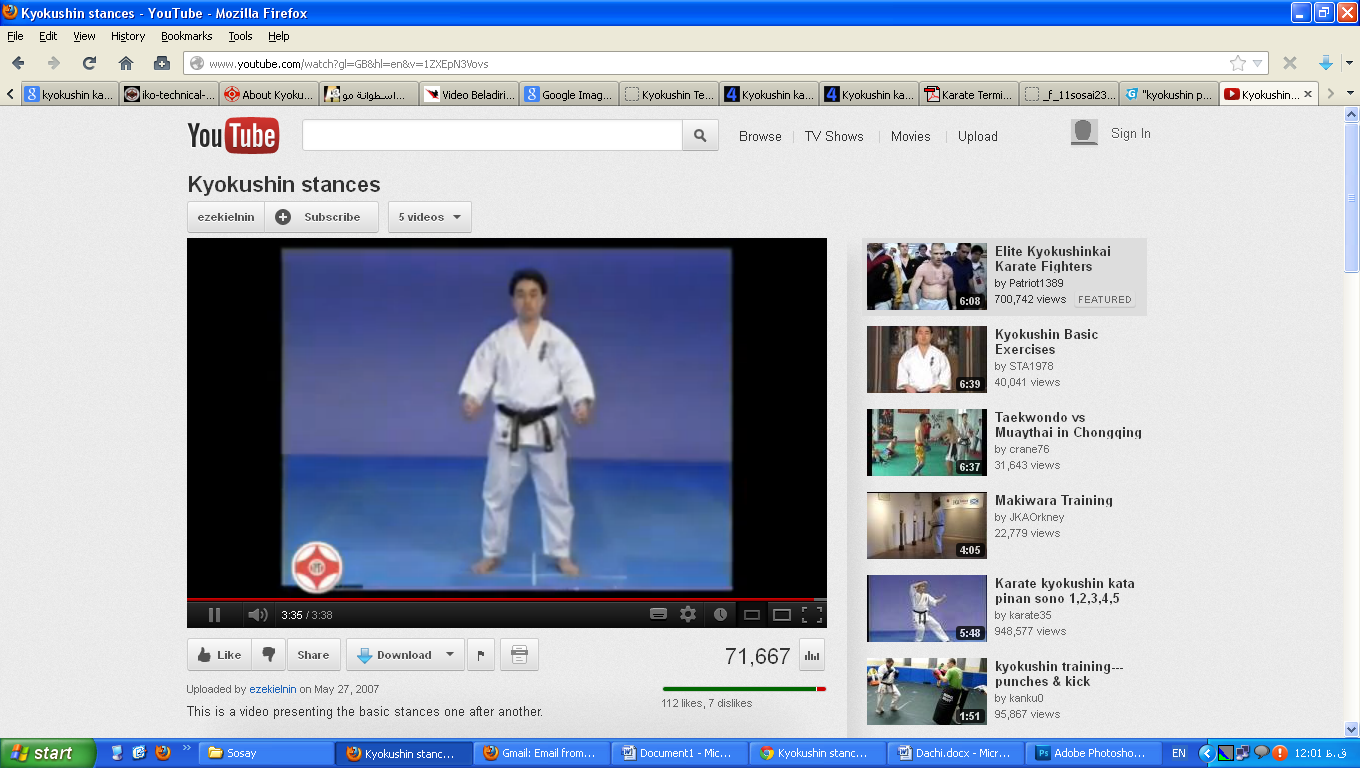 Kyokushin stances - YouTube - Mozilla Firefox
File Edit View History Bookmarks Tools Help
www.youtube.com/watch?gl=GB&hl=en&v=1ZXEpN3Vovs
kyokushin ka...
iko-technical-...
About Kyoku...
اسطوانة مو...
Video Beladiri...
Google Imag...
Kyokushin Te...
Kyokushin ka...
Kyokushin ka...
Karate Termi...
_f_11sosai23...
"kyokushin p...
Kyokushin...
YouTube
Browse
TV Shows
Movies
Upload
Sign In
Kyokushin stances
ezekielnin
Subscribe
5 videos
3:35 / 3:38
Like
Share
Download
71,667
Uploaded by ezekielnin on May 27, 2007
112 likes, 7 dislikes
This is a video presenting the basic stances one after another.
6:08
Elite Kyokushinkai
Karate Fighters
by Patriot1389
700,742 views FEATURED
6:39
Kyokushin Basic
Exercises
by STA1978
40,041 views
6:37
Taekwondo vs
Muaythai in Chongqing
by crane76
31,643 views
4:05
Makiwara Training
by JKAOrkney
22,779 views
5:48
Karate kyokushin kata
pinan sono 1,2,3,4,5
by karate35
948,577 views
1:51
kyokushin training---
punches & kick
by kanku0
95,867 views
start
Sosay
Kyokushin stanc...
Gmail: Email from...
Document1 - Mic...
Kyokushin stanc...
Dachi.docx - Micr...
Adobe Photosho...
EN
12:01 ق.ظ